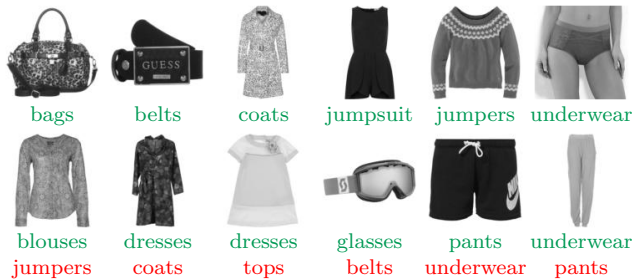 GUESS
bags belts coats jumpsuit jumpers underwear
blouses dresses dresses glasses pants underwear
jumpers coats tops belts underwear pants